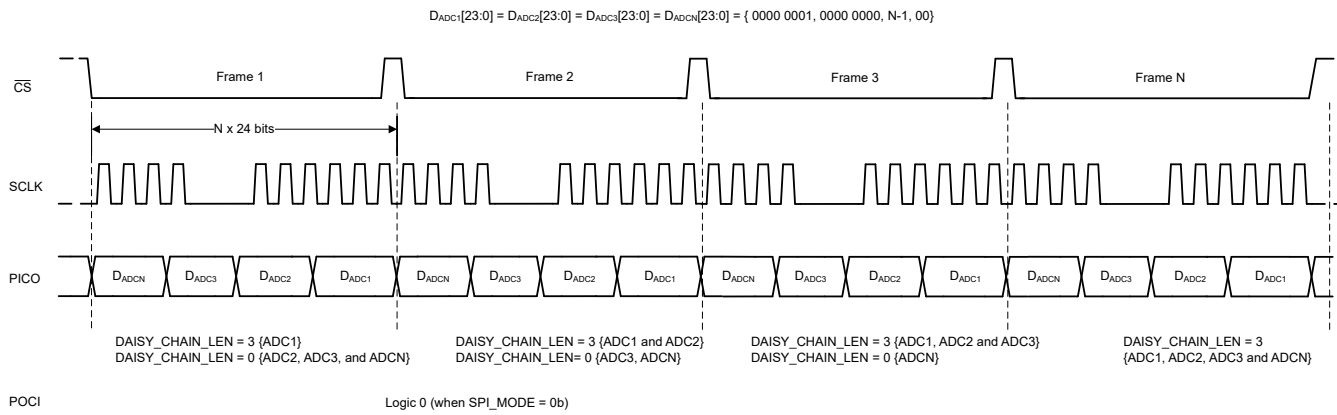 DADC1[23:0] = DADC2[23:0] = DADC3[23:0] = DADCN[23:0] = { 0000 0001, 0000 0000, N-1, 00}
CS
Frame 1
Frame 2
Frame 3
Frame N
N x 24 bits
SCLK
PICO
DADCN
DADC3
DADC2
DADC1
DADCN
DADC3
DADC2
DADC1
DADCN
DADC3
DADC2
DADC1
DADCN
DADC3
DADC2
DADC1
DAISY_CHAIN_LEN = 3 {ADC1}
DAISY_CHAIN_LEN = 0 {ADC2, ADC3, and ADCN}
DAISY_CHAIN_LEN = 3 {ADC1 and ADC2}
DAISY_CHAIN_LEN= 0 {ADC3, ADCN}
DAISY_CHAIN_LEN = 3 {ADC1, ADC2 and ADC3}
DAISY_CHAIN_LEN = 0 {ADCN}
DAISY_CHAIN_LEN = 3
{ADC1, ADC2, ADC3 and ADCN}
POCI
Logic 0 (when SPI_MODE = 0b)